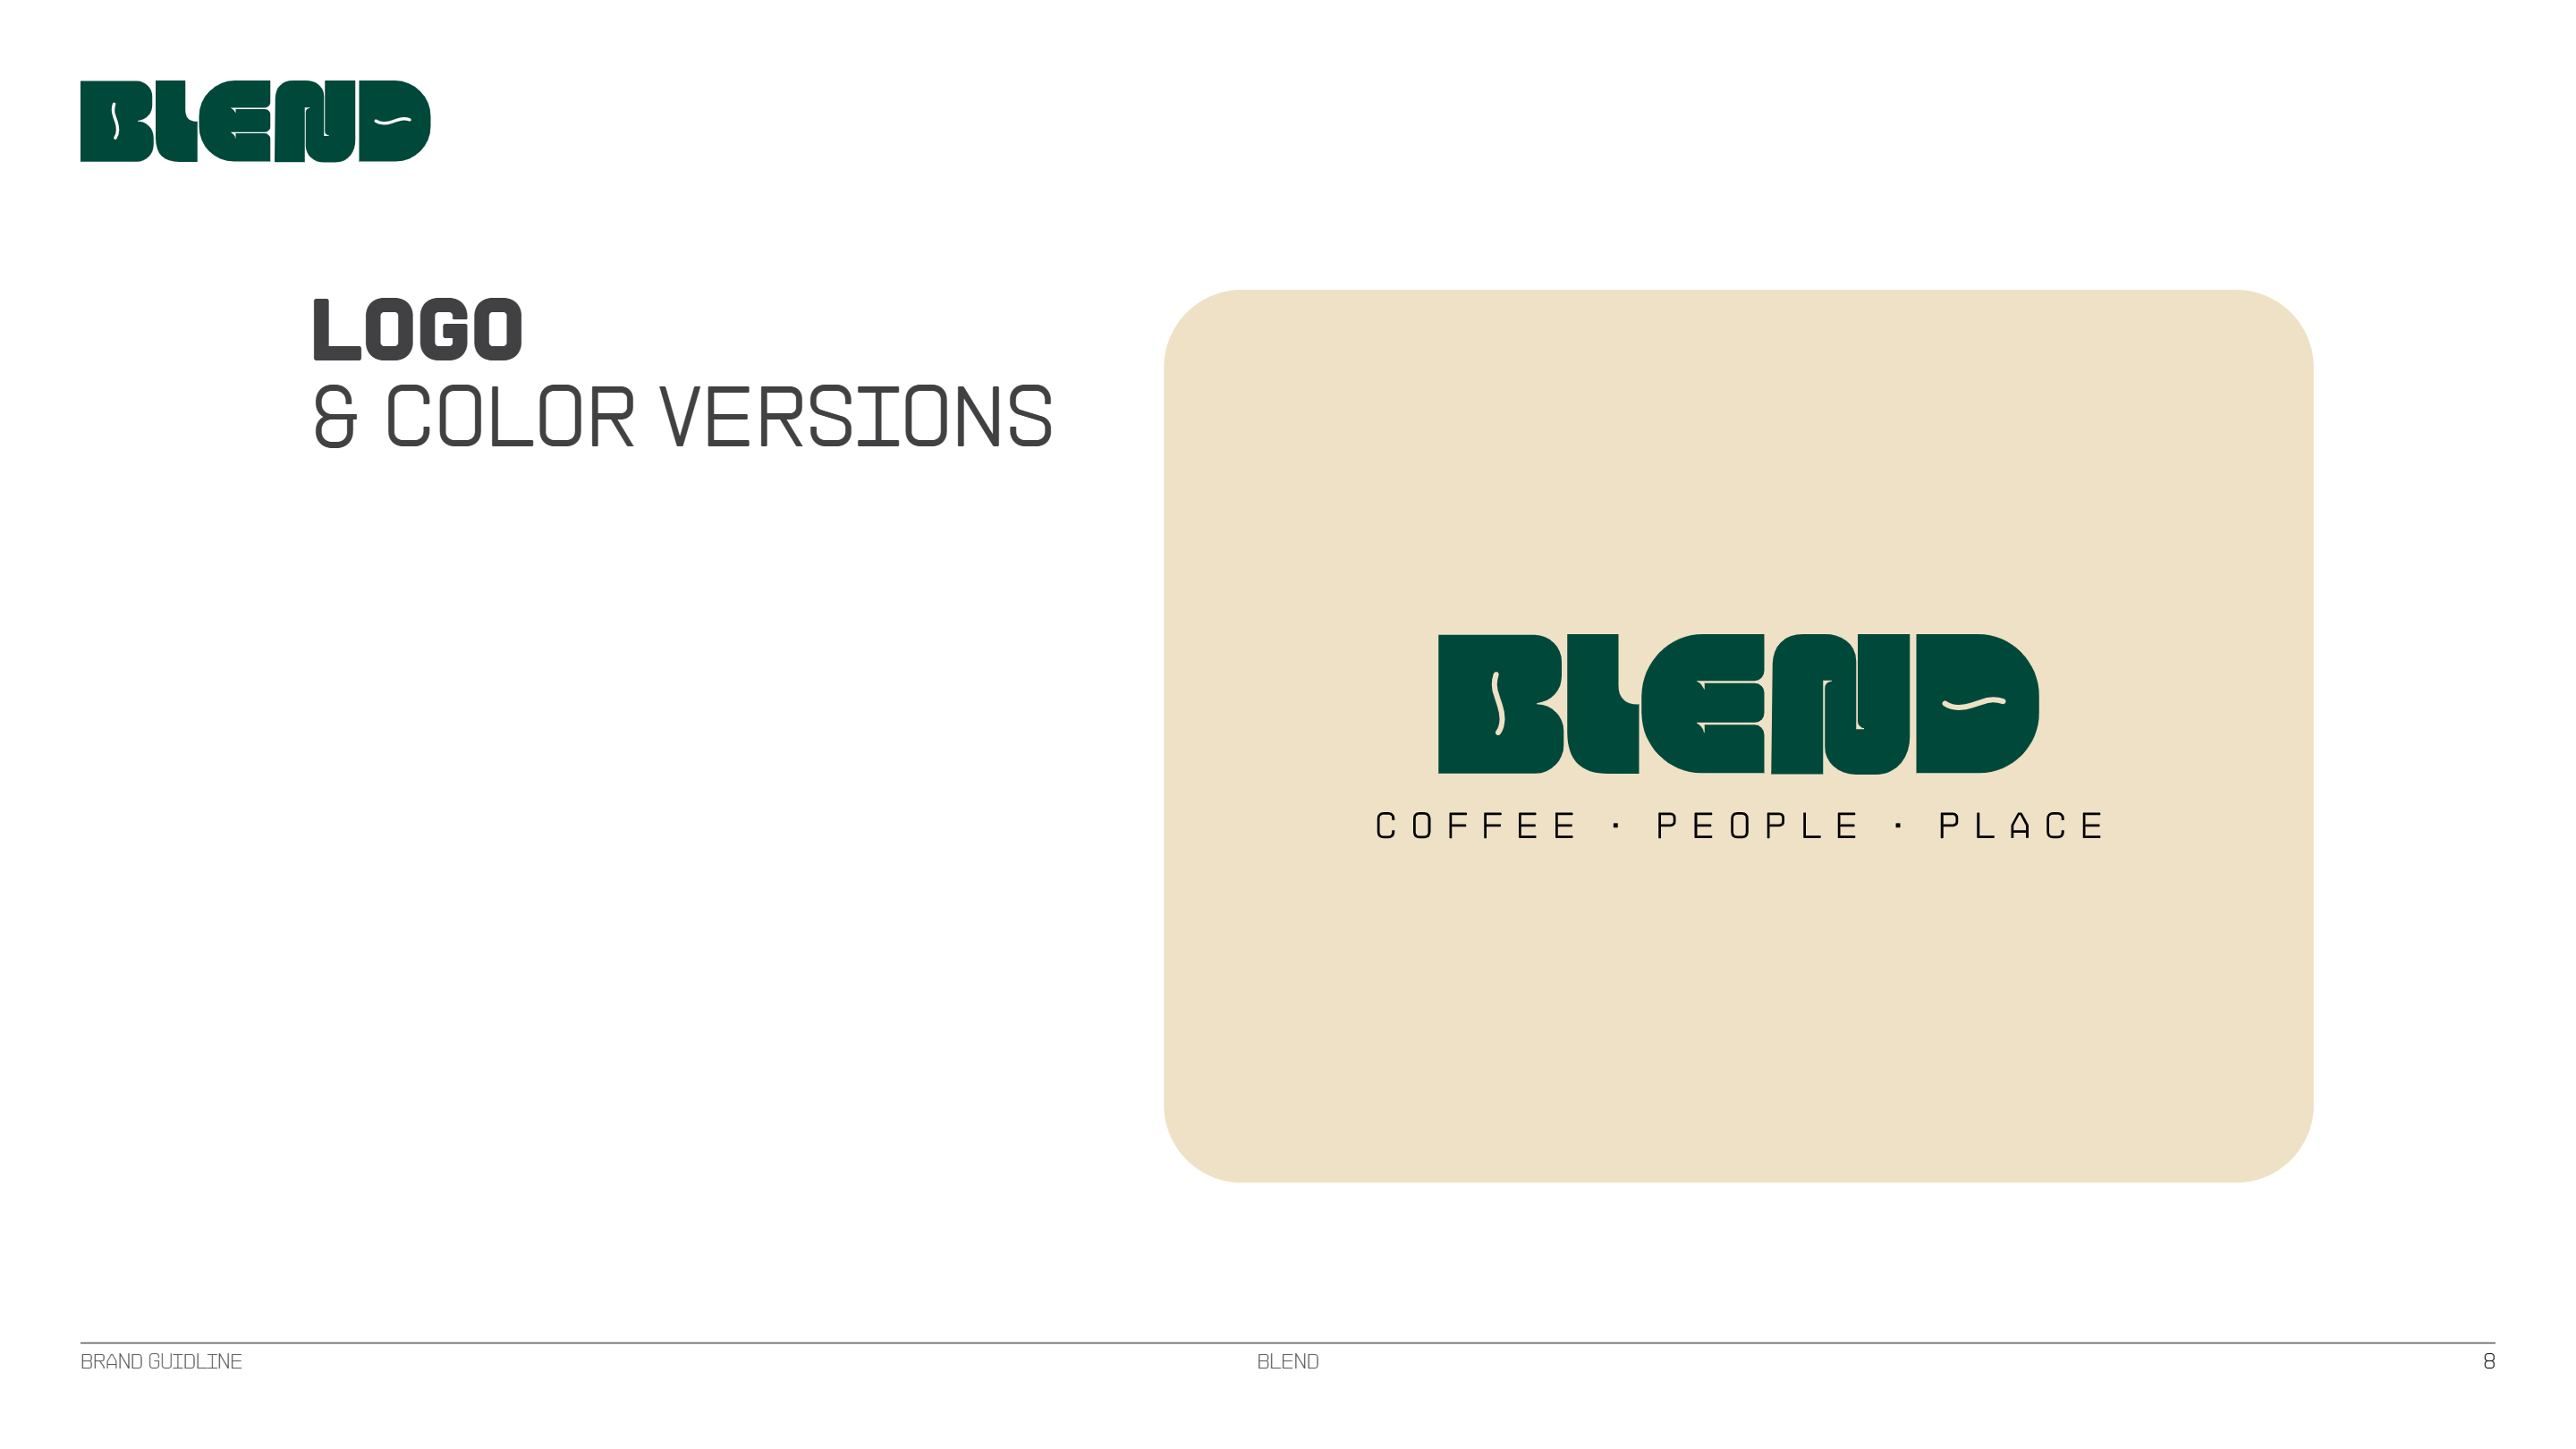 BLEND
LOGO
& COLOR VERSIONS
BLEND
COFFEE · PEOPLE · PLACE
BRAND GUIDLINE
BLEND
8